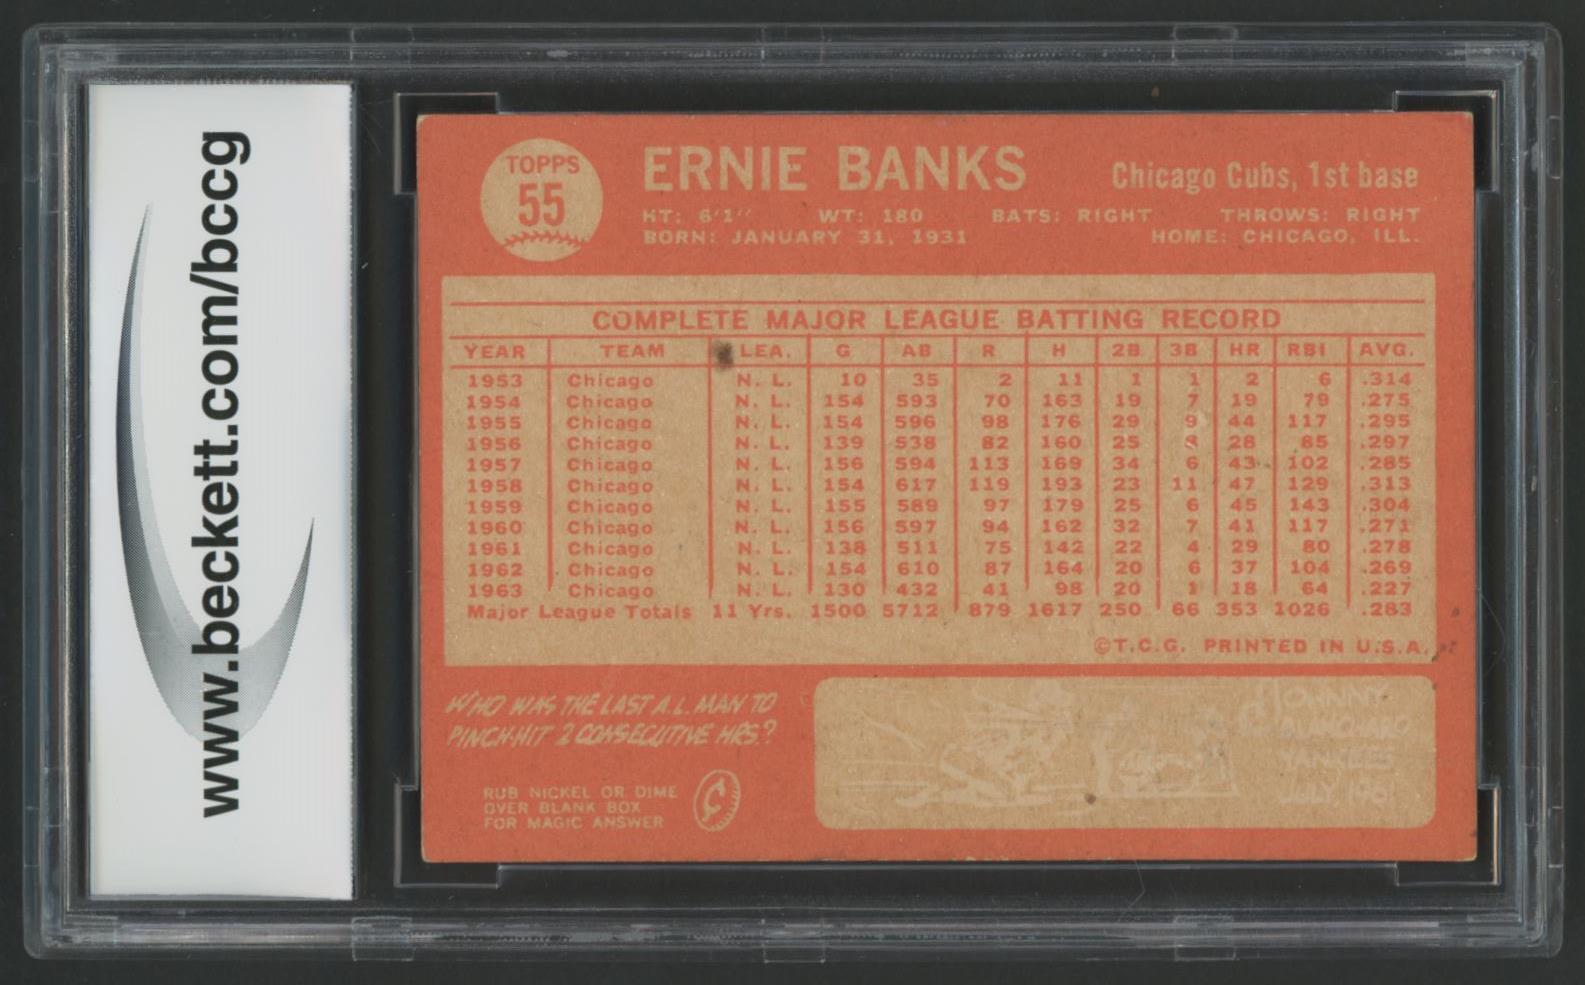 www.beckett.com/bccg
TOPPS
55
ERNIE BANKS
Chicago Cubs, 1st base
HT: 6'1" WT: 180 BATS: RIGHT THROWS: RIGHT
BORN: JANUARY 31, 1931 HOME: CHICAGO, ILL.
COMPLETE MAJOR LEAGUE BATTING RECORD
YEAR TEAM LEA. G AB R H 2B 3B HR RBI AVG.
1953 Chicago N. L. 10 35 2 11 1 1 2 6 .314
1954 Chicago N. L. 154 593 70 163 19 7 19 79 .275
1955 Chicago N. L. 154 596 98 176 29 9 44 117 .295
1956 Chicago N. L. 139 538 82 160 25 8 28 85 .297
1957 Chicago N. L. 156 594 113 169 34 6 43 102 .285
1958 Chicago N. L. 154 617 119 193 23 11 47 129 .313
1959 Chicago N. L. 155 589 97 179 25 6 45 143 .304
1960 Chicago N. L. 156 597 94 162 32 7 41 117 .271
1961 Chicago N. L. 138 511 75 142 22 4 29 80 .278
1962 Chicago N. L. 154 610 87 164 20 6 37 104 .269
1963 Chicago N. L. 130 432 41 98 20 1 18 64 .227
Major League Totals 11 Yrs. 1500 5712 879 1617 250 66 353 1026 .283
©T.C.G. PRINTED IN U.S.A.
WHO WAS THE LAST A.L. MAN TO
PINCH-HIT 2 CONSECUTIVE HRS.?
RUB NICKEL OR DIME
OVER BLANK BOX
FOR MAGIC ANSWER
¢
JOHNNY
BLANCHARD
YANKEES
JULY, 1961